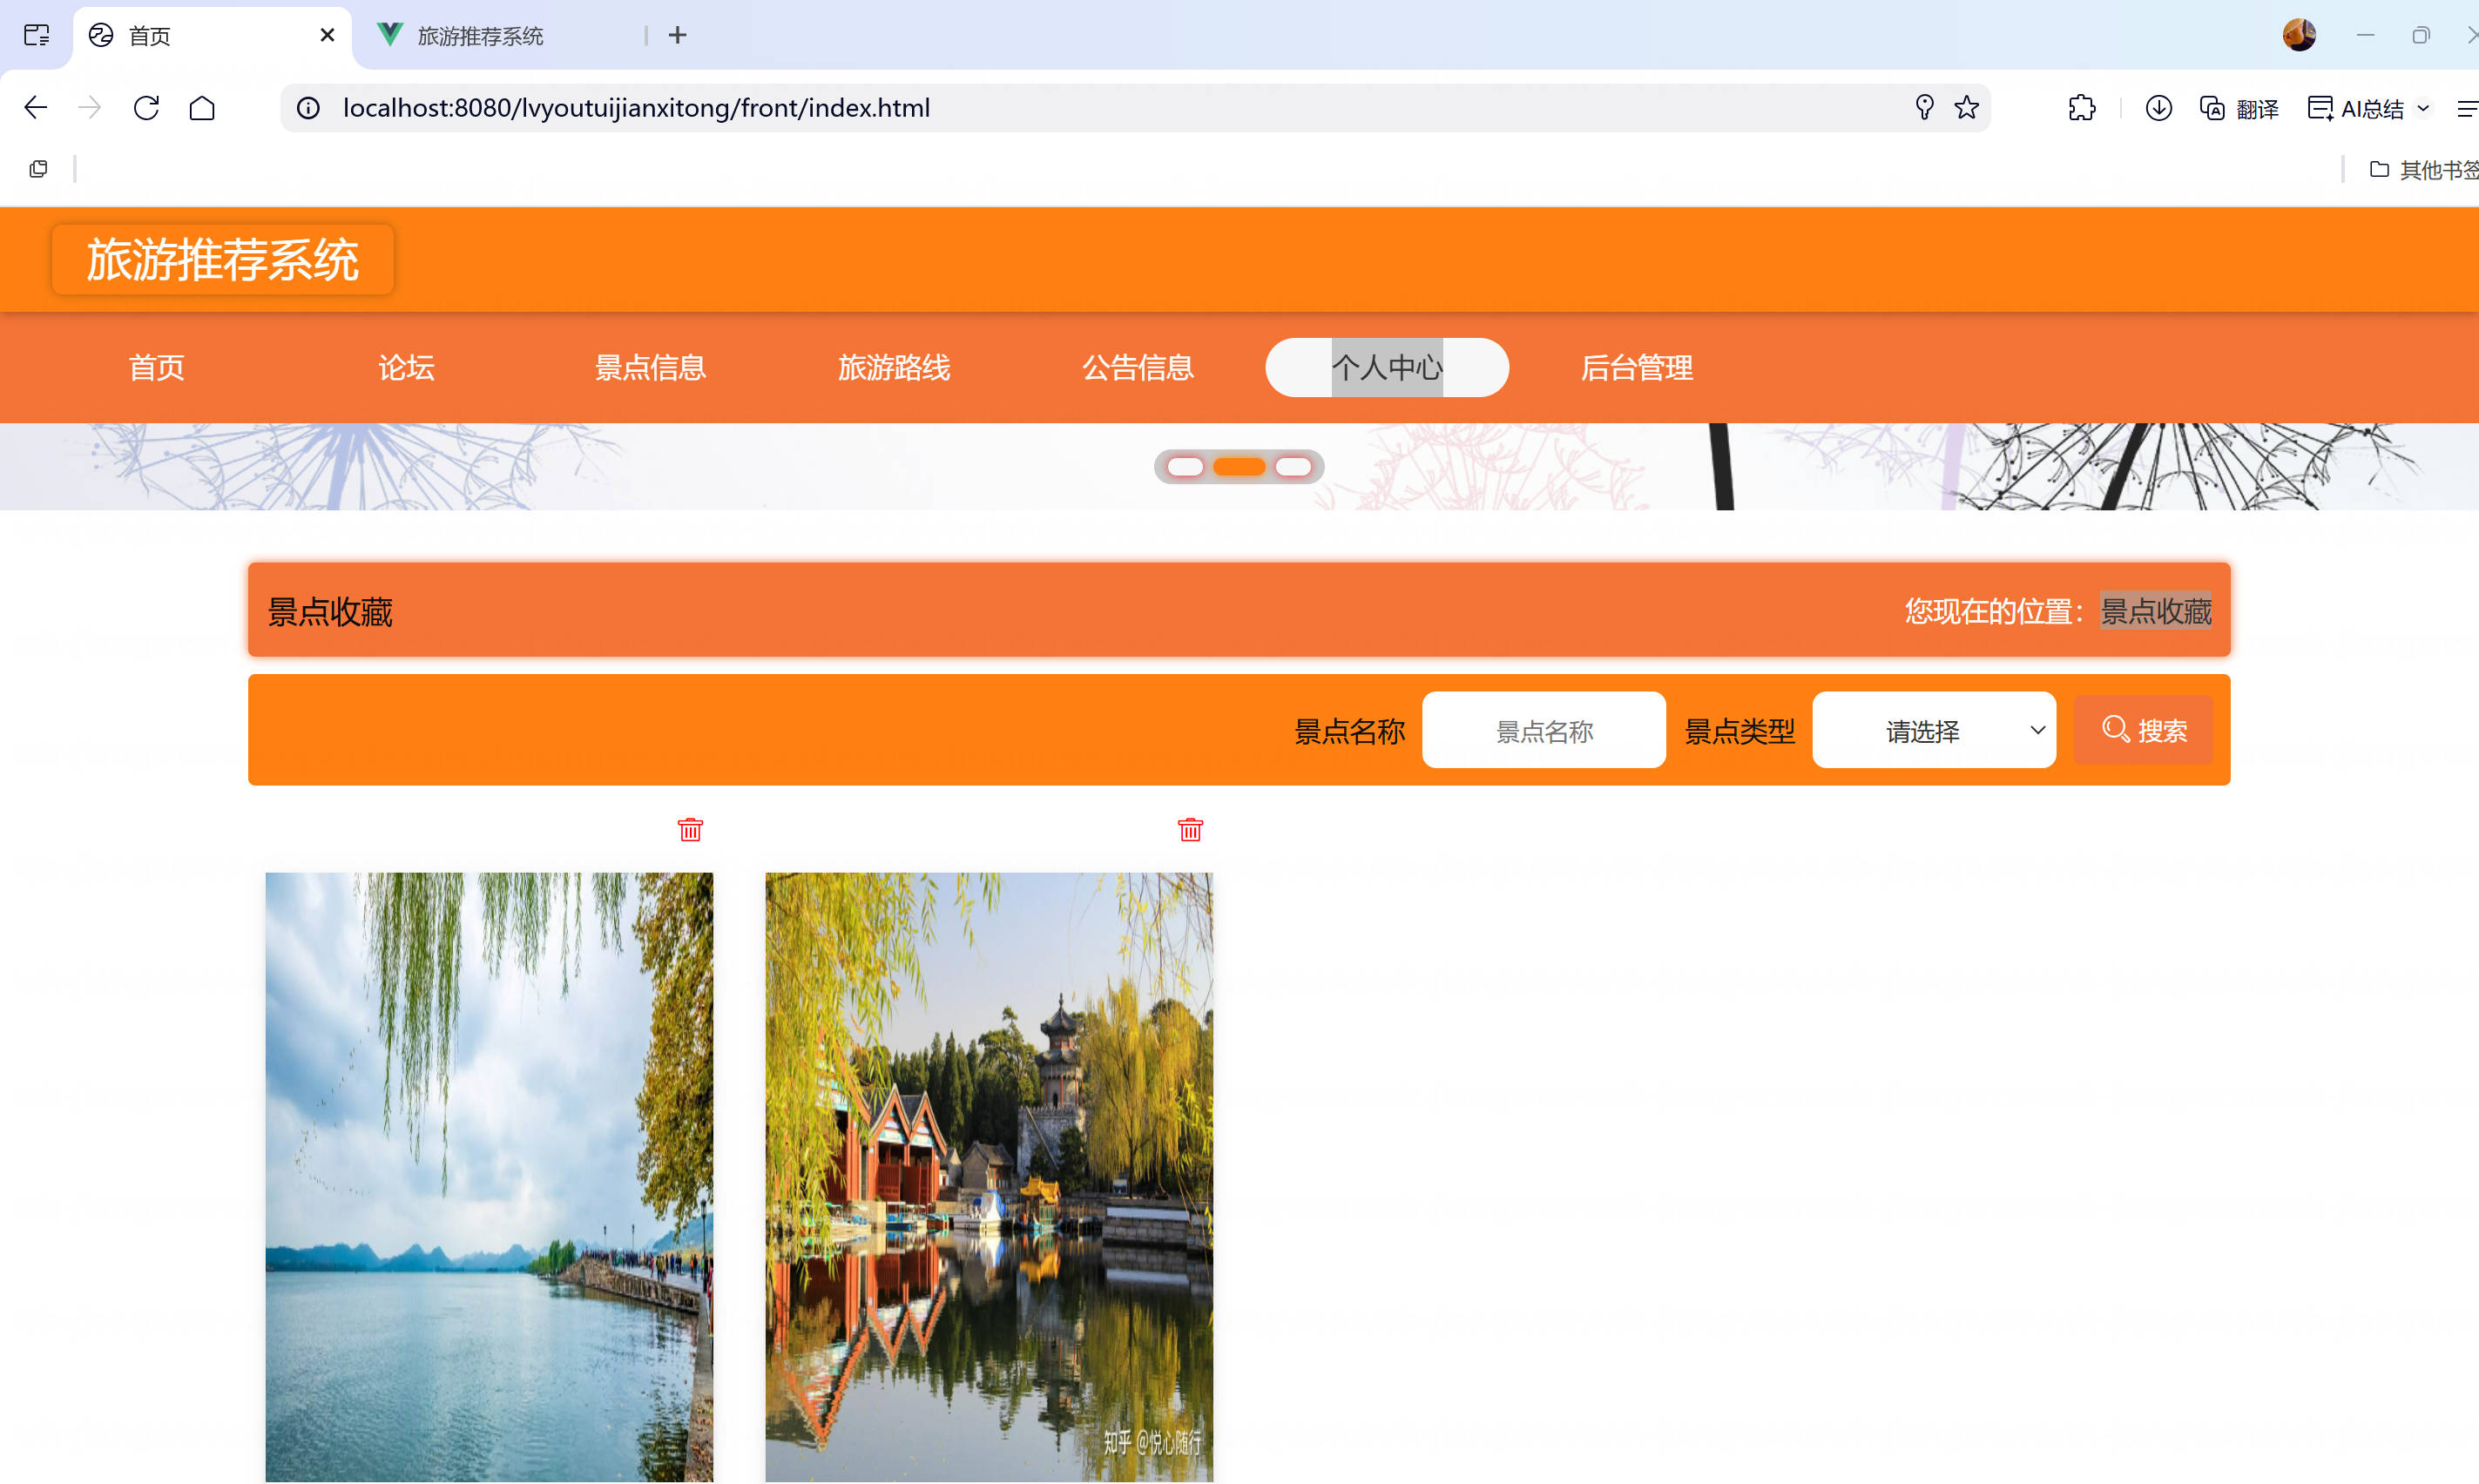 首页
旅游推荐系统
localhost:8080/lvyoutuijianxitong/front/index.html
翻译
AI总结
其他书签
旅游推荐系统
首页 论坛 景点信息 旅游路线 公告信息 个人中心 后台管理
景点收藏
您现在的位置：景点收藏
景点名称 景点名称 景点类型 请选择 搜索
知乎 @悦心随行